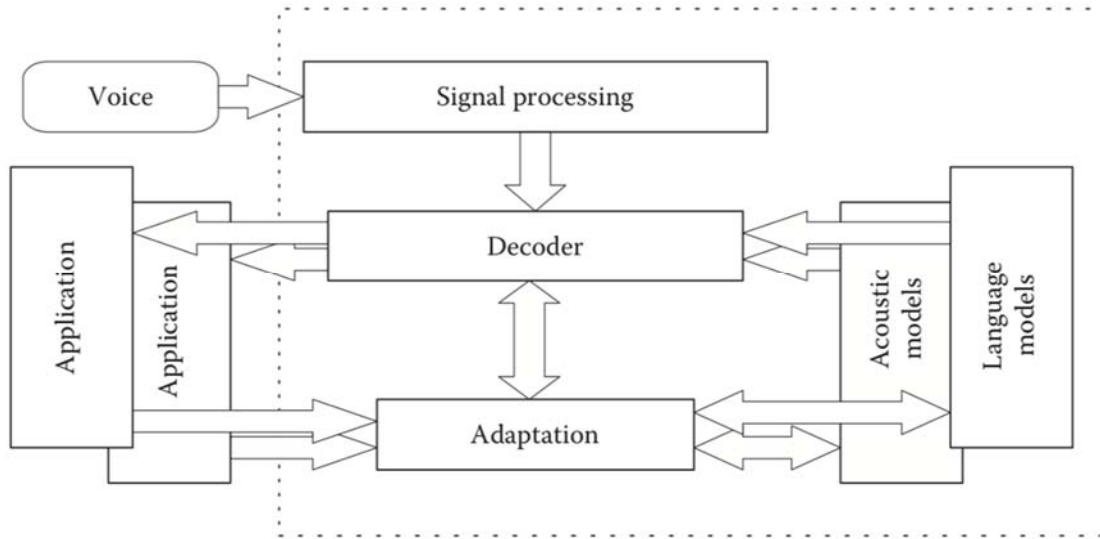 Voice
Signal processing
Decoder
Application
Application
Acoustic
models
Language
models
Adaptation